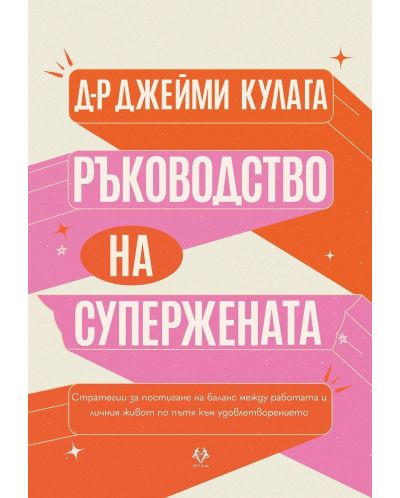 Д-Р ДЖЕЙМИ КУЛАГА
РЪКОВОДСТВО
НА
СУПЕРЖЕНАТА
Стратегии за постигане на баланс между работата и
личния живот по пътя към удовлетворението